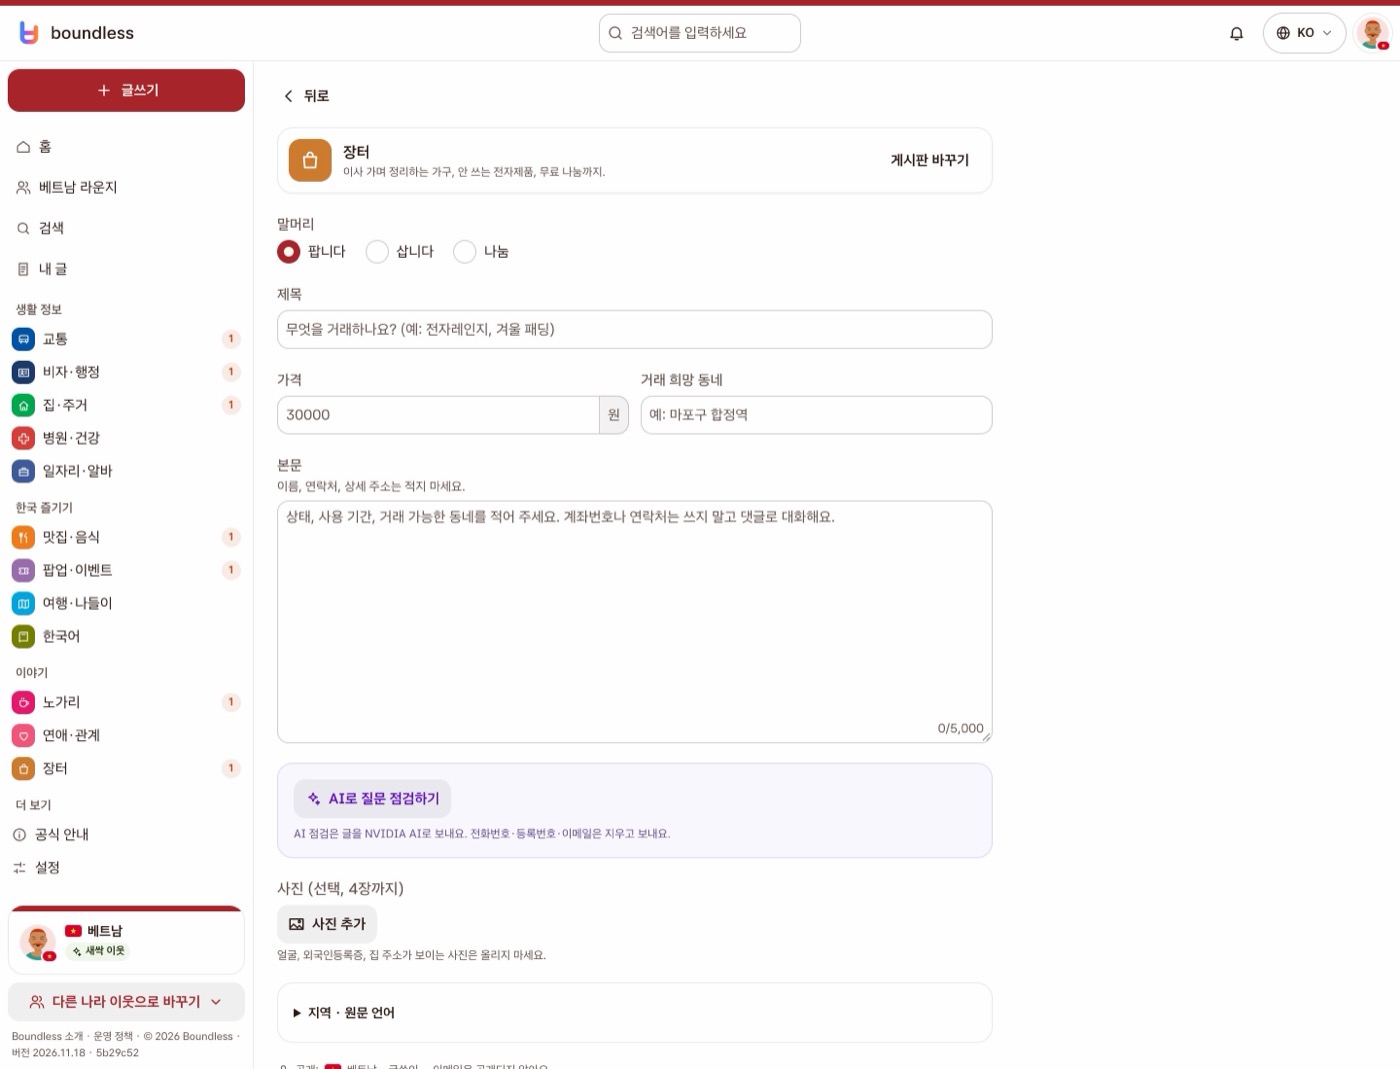 boundless
검색어를 입력하세요
KO
글쓰기
홈
베트남 라운지
검색
내 글
생활 정보
교통 1
비자·행정 1
집·주거 1
병원·건강
일자리·알바
한국 즐기기
맛집·음식 1
팝업·이벤트 1
여행·나들이
한국어
이야기
노가리 1
연애·관계
장터 1
더 보기
공식 안내
설정
베트남
새싹 이웃
다른 나라 이웃으로 바꾸기
Boundless 소개 · 운영 정책 · © 2026 Boundless ·
버전 2026.11.18 · 5b29c52
뒤로
장터
이사 가며 정리하는 가구, 안 쓰는 전자제품, 무료 나눔까지.
게시판 바꾸기
말머리
팝니다 삽니다 나눔
제목
무엇을 거래하나요? (예: 전자레인지, 겨울 패딩)
가격 거래 희망 동네
30000 원 예: 마포구 합정역
본문
이름, 연락처, 상세 주소는 적지 마세요.
상태, 사용 기간, 거래 가능한 동네를 적어 주세요. 계좌번호나 연락처는 쓰지 말고 댓글로 대화해요.
0/5,000
AI로 질문 점검하기
AI 점검은 글을 NVIDIA AI로 보내요. 전화번호·등록번호·이메일은 지우고 보내요.
사진 (선택, 4장까지)
사진 추가
얼굴, 외국인등록증, 집 주소가 보이는 사진은 올리지 마세요.
지역 · 원문 언어